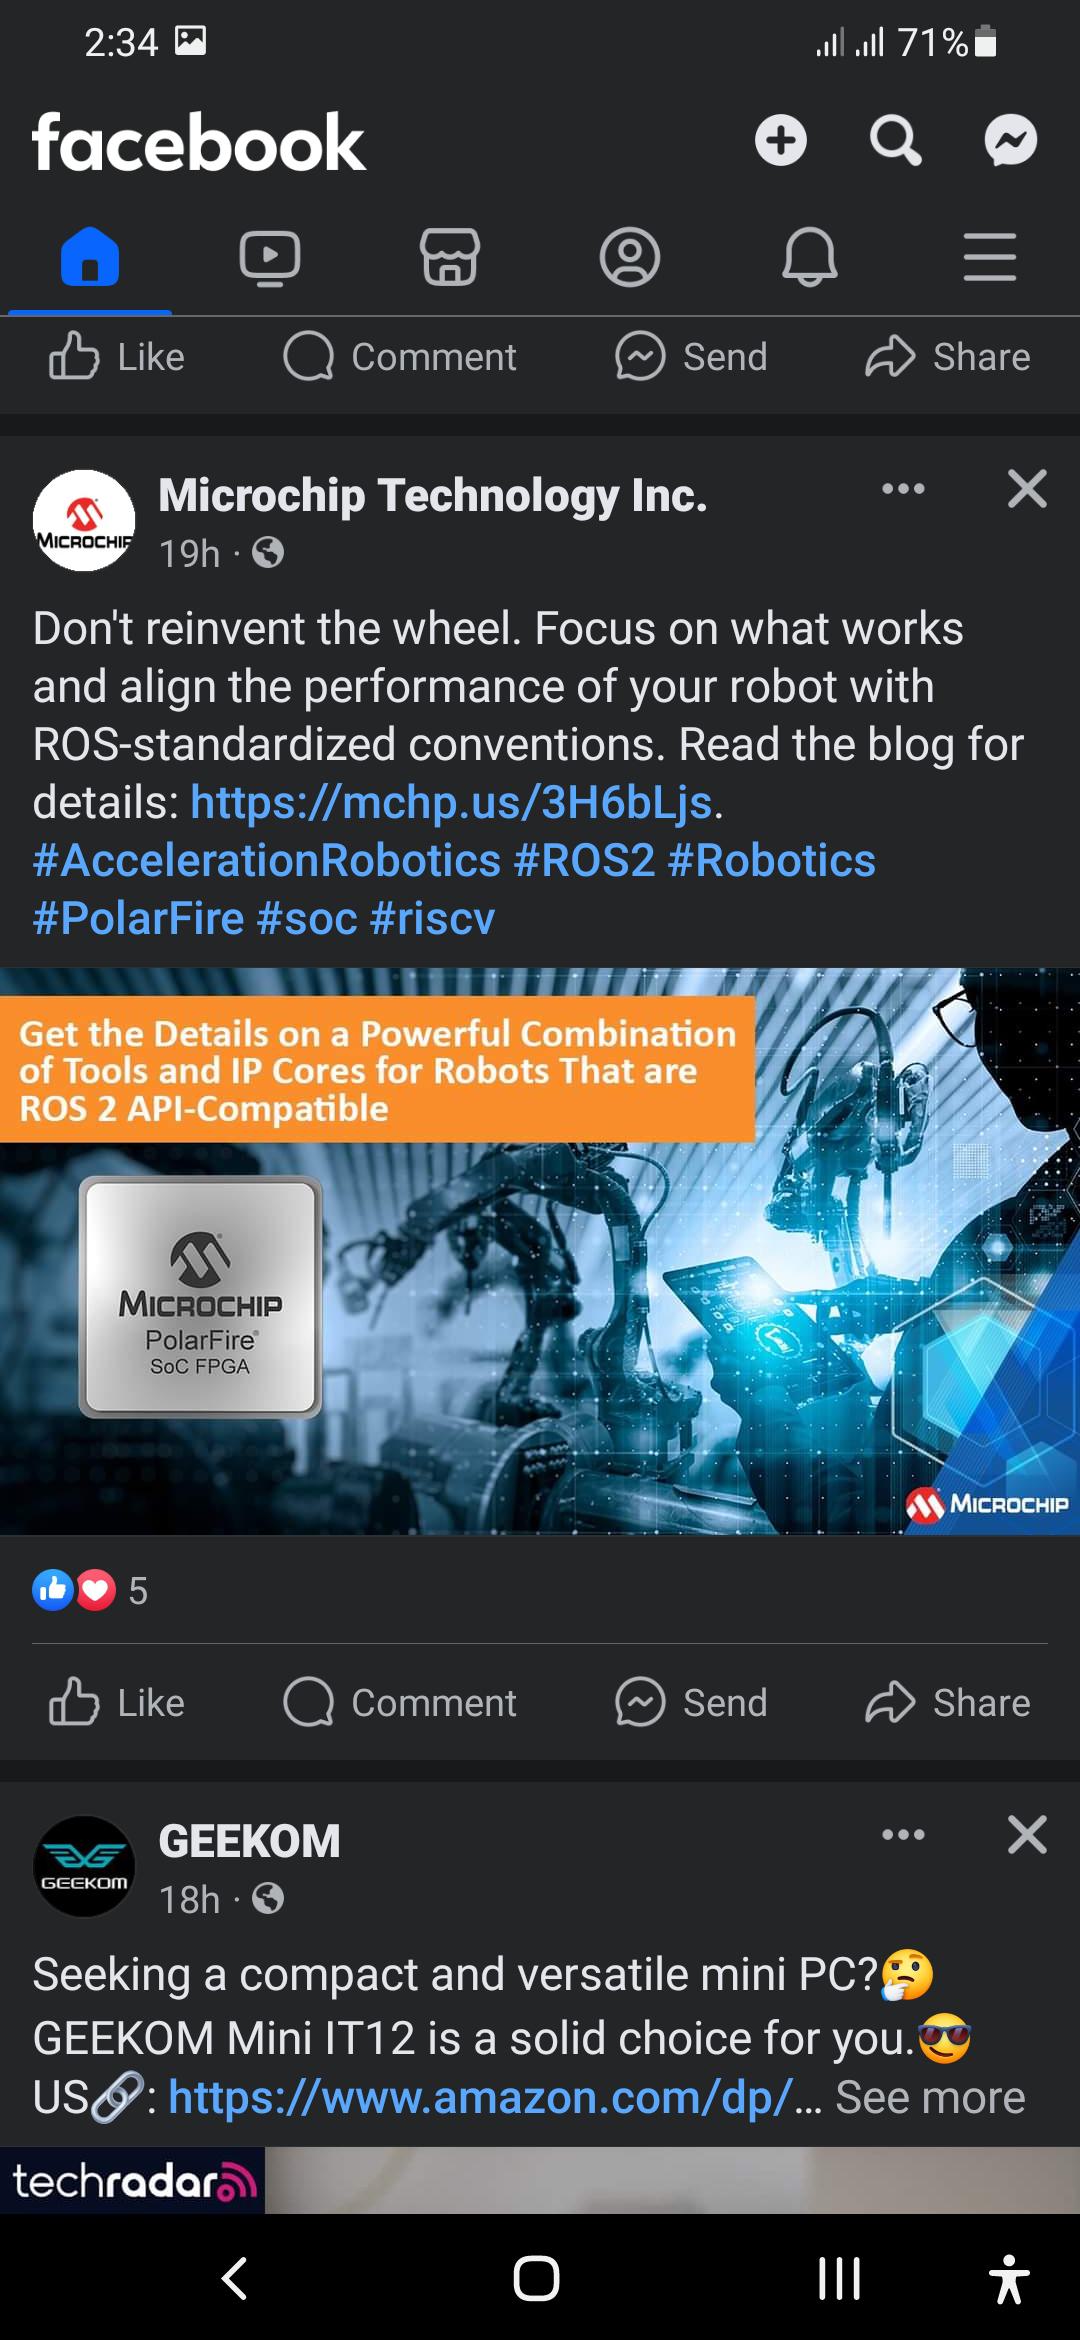 2:34 71%
facebook
Like Comment Send Share
Microchip Technology Inc.
MICROCHIP
19h ·
Don't reinvent the wheel. Focus on what works
and align the performance of your robot with
ROS-standardized conventions. Read the blog for
details: https://mchp.us/3H6bLjs.
#AccelerationRobotics #ROS2 #Robotics
#PolarFire #soc #riscv
Get the Details on a Powerful Combination
of Tools and IP Cores for Robots That are
ROS 2 API-Compatible
MICROCHIP
PolarFire®
SoC FPGA
MICROCHIP
5
Like Comment Send Share
GEEKOM
GEEKOM
18h ·
Seeking a compact and versatile mini PC?🤔
GEEKOM Mini IT12 is a solid choice for you.😎
US🔗: https://www.amazon.com/dp/... See more
techradar